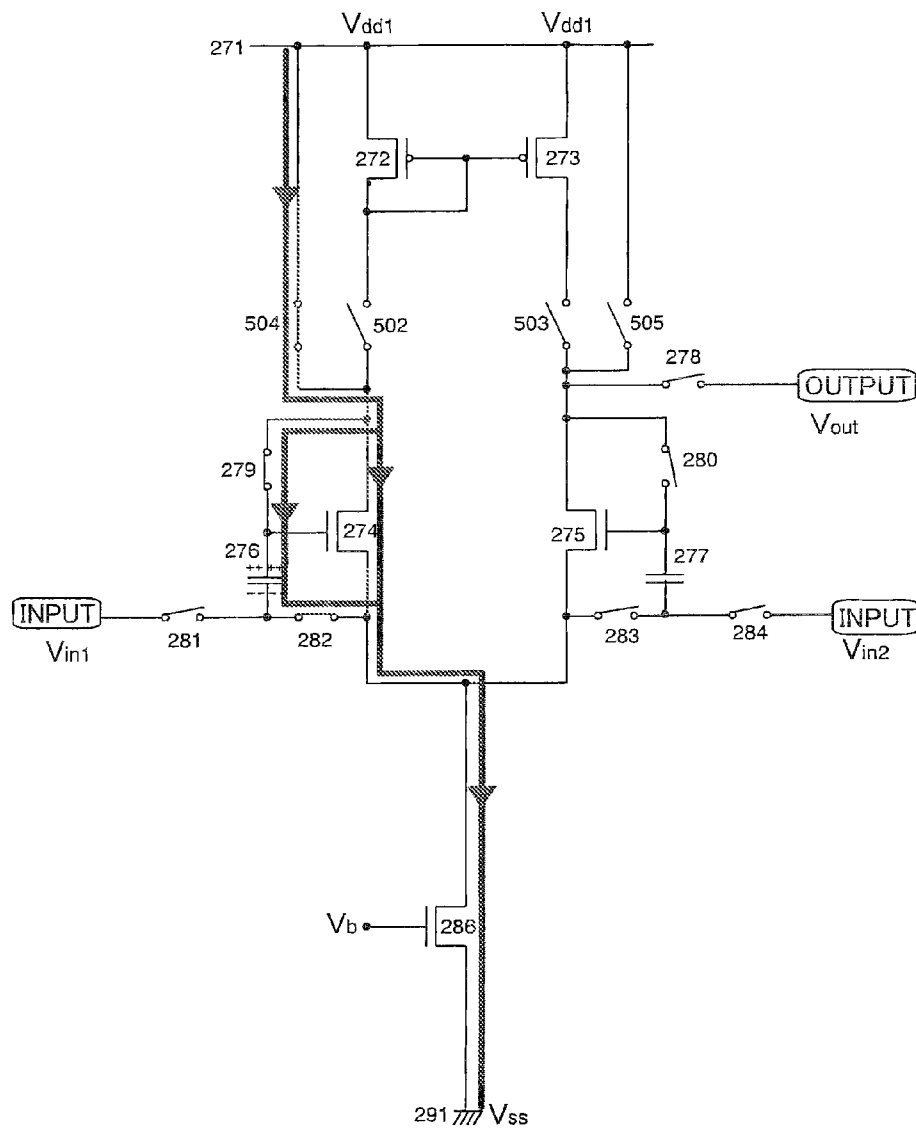 Vdd1 Vdd1
271
272 273
504 502 503 505
278
OUTPUT
Vout
279 280
274 275
276 277
+ + + +
INPUT INPUT
281 282 283 284
Vin1 Vin2
Vb 286
291 Vss